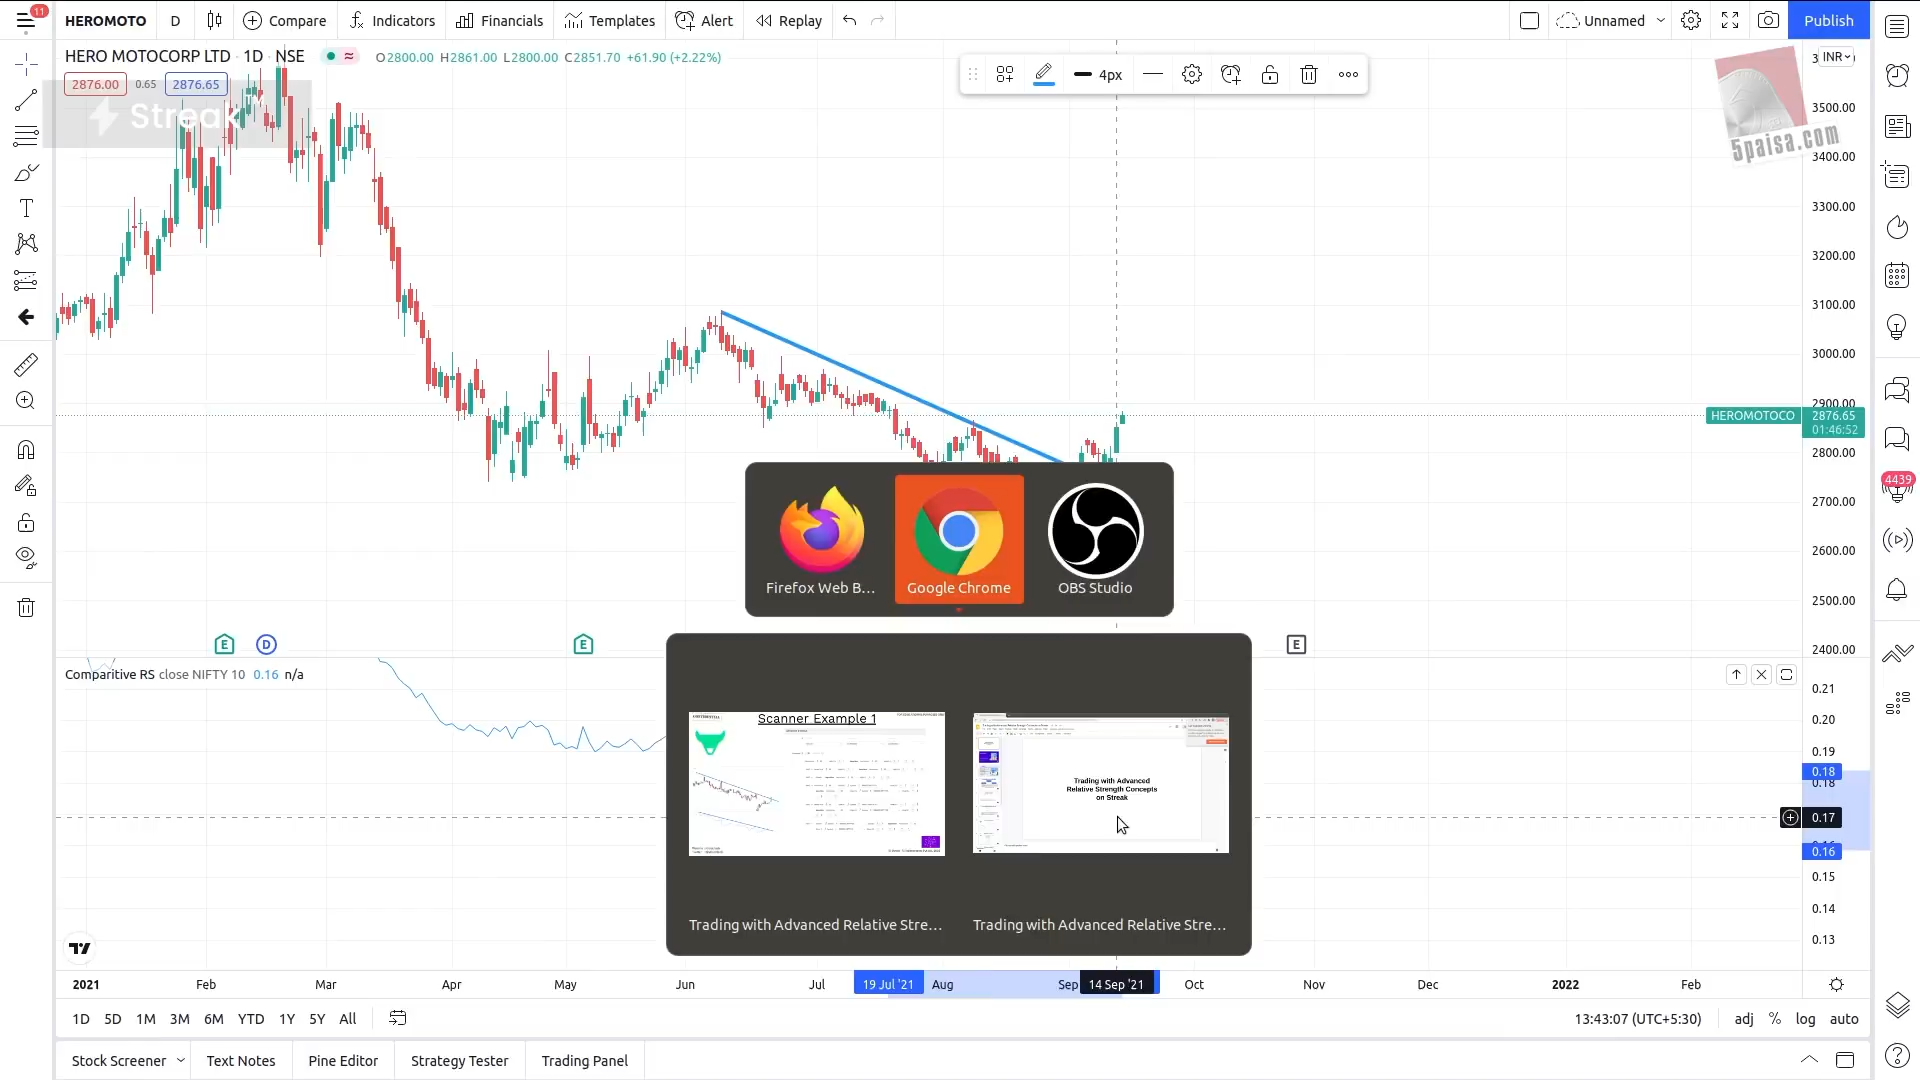 11
HEROMOTO D Compare Indicators Financials Templates Alert Replay Unnamed Publish
HERO MOTOCORP LTD · 1D · NSE O2800.00 H2861.00 L2800.00 C2851.70 +61.90 (+2.22%)
2876.00 0.65 2876.65
4px
INR
Streak
5paisa.com
3500.00
3400.00
3300.00
3200.00
3100.00
3000.00
2900.00
HEROMOTOCO 2876.65
01:46:52
2800.00
2700.00
2600.00
2500.00
2400.00
4439
Firefox Web B... Google Chrome OBS Studio
E D E E
Comparitive RS close NIFTY 10 0.16 n/a
0.21
0.20
0.19
0.18
0.18
0.17
0.16
0.15
0.14
0.13
Scanner Example 1
Trading with Advanced
Relative Strength Concepts
on Streak
Trading with Advanced Relative Stre... Trading with Advanced Relative Stre...
2021 Feb Mar Apr May Jun Jul 19 Jul '21 Aug Sep 14 Sep '21 Oct Nov Dec 2022 Feb
1D 5D 1M 3M 6M YTD 1Y 5Y All 13:43:07 (UTC+5:30) adj % log auto
Stock Screener Text Notes Pine Editor Strategy Tester Trading Panel